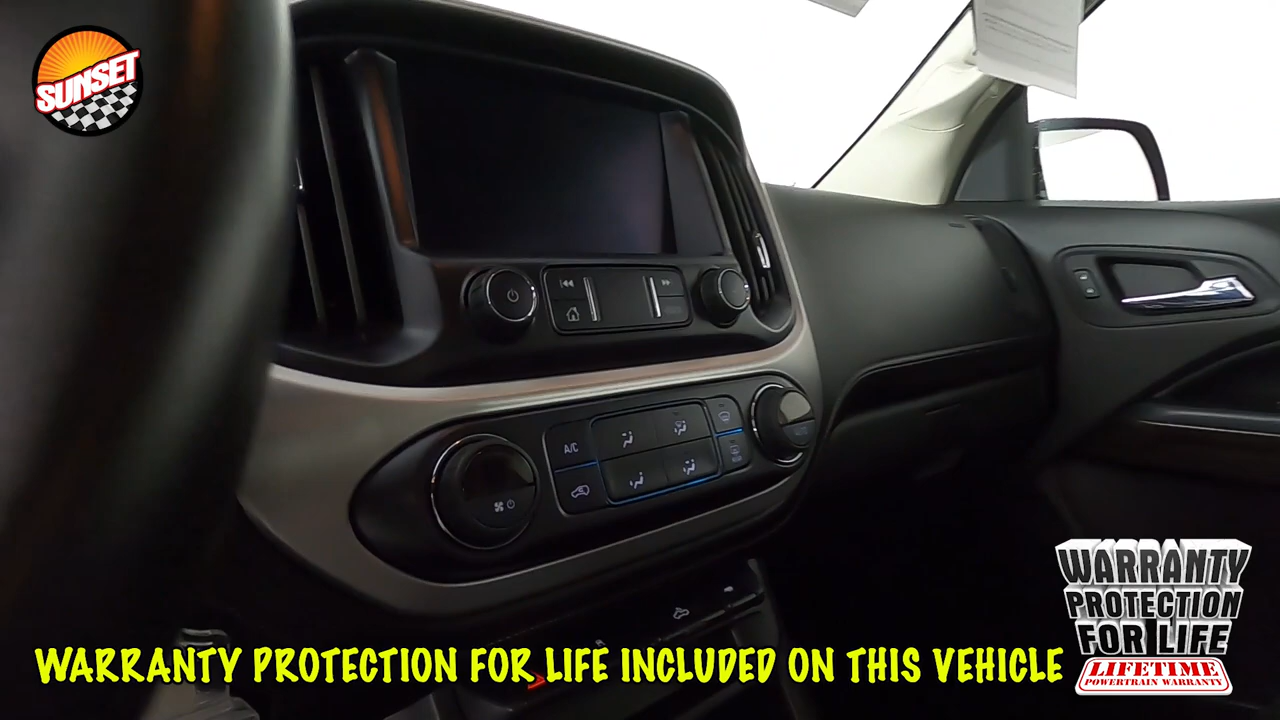 SUNSET
A/C
WARRANTY PROTECTION FOR LIFE INCLUDED ON THIS VEHICLE
WARRANTY
PROTECTION
FOR LIFE
LIFETIME
POWERTRAIN WARRANTY